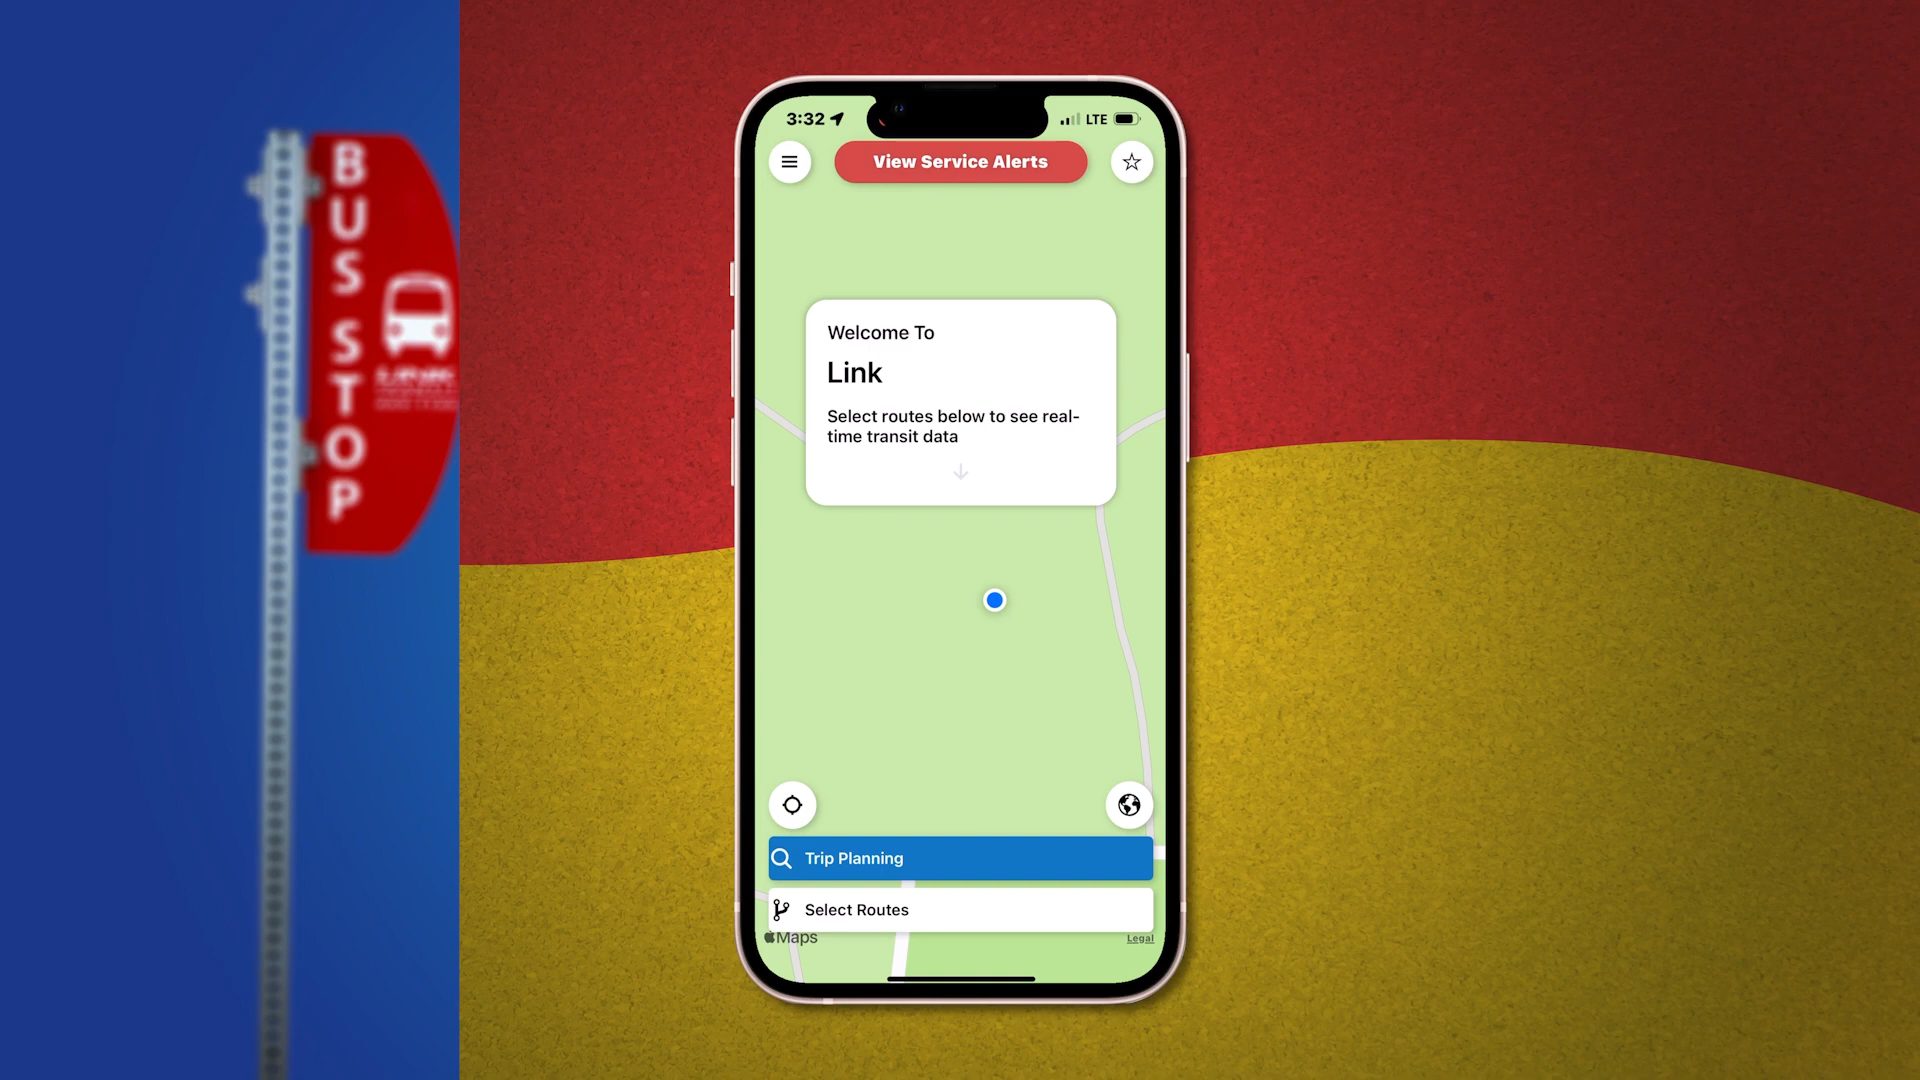 BUS STOP
3:32
LTE
View Service Alerts
Welcome To
Link
Select routes below to see real-
time transit data
Trip Planning
Select Routes
Maps
Legal